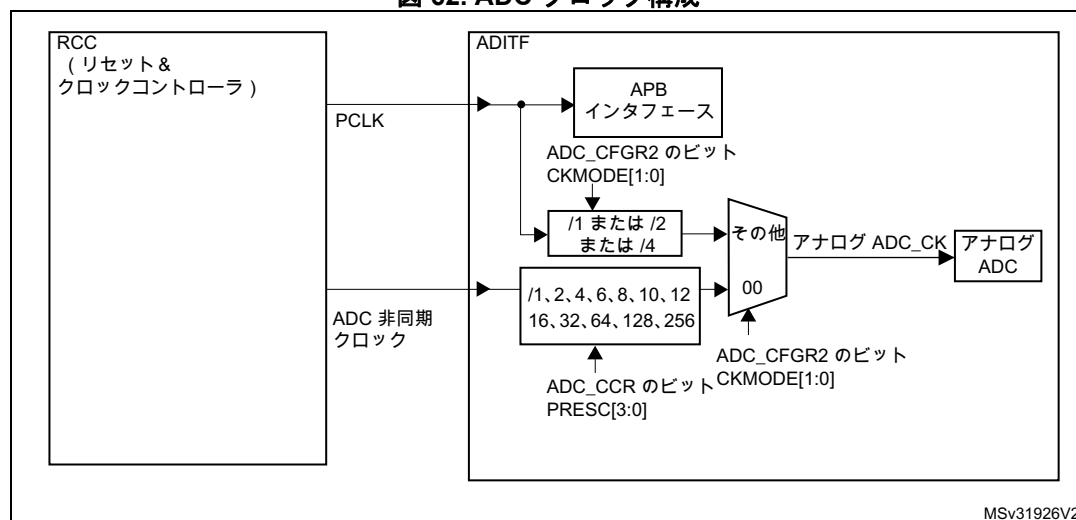 図 32. ADC クロック構成
RCC
（リセット &
クロックコントローラ）
PCLK
ADC 非同期
クロック
ADITF
APB
インタフェース
ADC_CFGR2 のビット
CKMODE[1:0]
/1 または /2
または /4
/1、2、4、6、8、10、12
16、32、64、128、256
ADC_CCR のビット
PRESC[3:0]
その他
00
ADC_CFGR2 のビット
CKMODE[1:0]
アナログ ADC_CK
アナログ
ADC
MSv31926V2